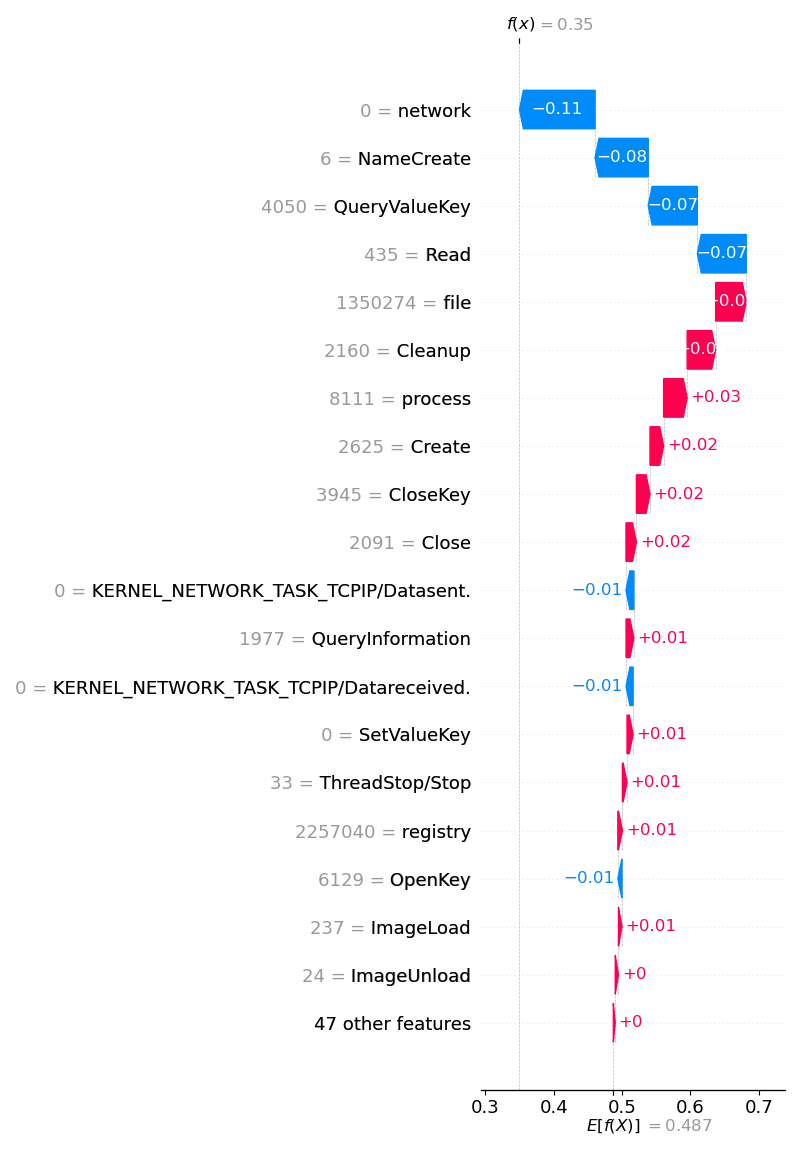 f(x) = 0.35
0 = network −0.11
6 = NameCreate −0.08
4050 = QueryValueKey −0.07
435 = Read −0.07
1350274 = file
2160 = Cleanup
8111 = process +0.03
2625 = Create +0.02
3945 = CloseKey +0.02
2091 = Close +0.02
0 = KERNEL_NETWORK_TASK_TCPIP/Datasent. −0.01
1977 = QueryInformation +0.01
0 = KERNEL_NETWORK_TASK_TCPIP/Datareceived. −0.01
0 = SetValueKey +0.01
33 = ThreadStop/Stop +0.01
2257040 = registry +0.01
6129 = OpenKey −0.01
237 = ImageLoad +0.01
24 = ImageUnload +0
47 other features +0
0.3 0.4 0.5 0.6 0.7
E[f(X)] = 0.487